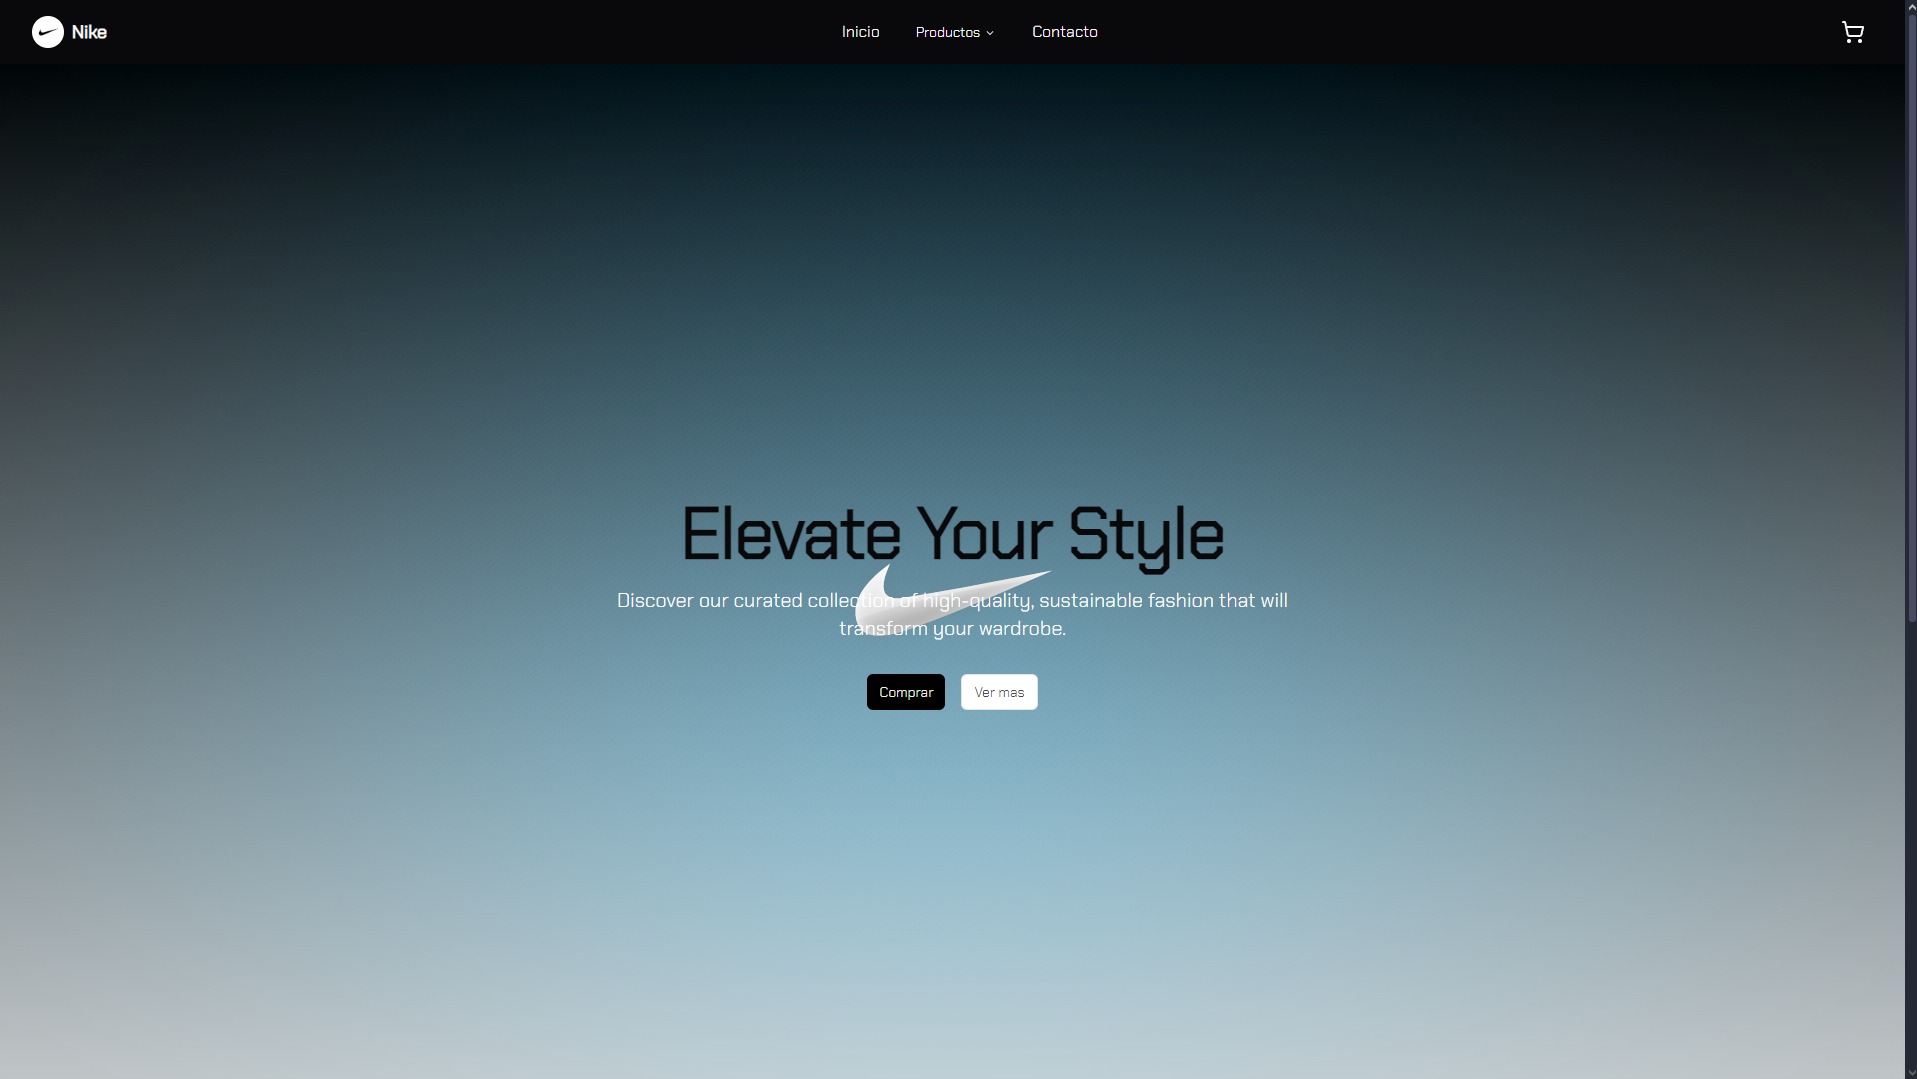 Nike
Inicio
Productos
Contacto
Elevate Your Style
Discover our curated collection of high-quality, sustainable fashion that will
transform your wardrobe.
Comprar
Ver mas